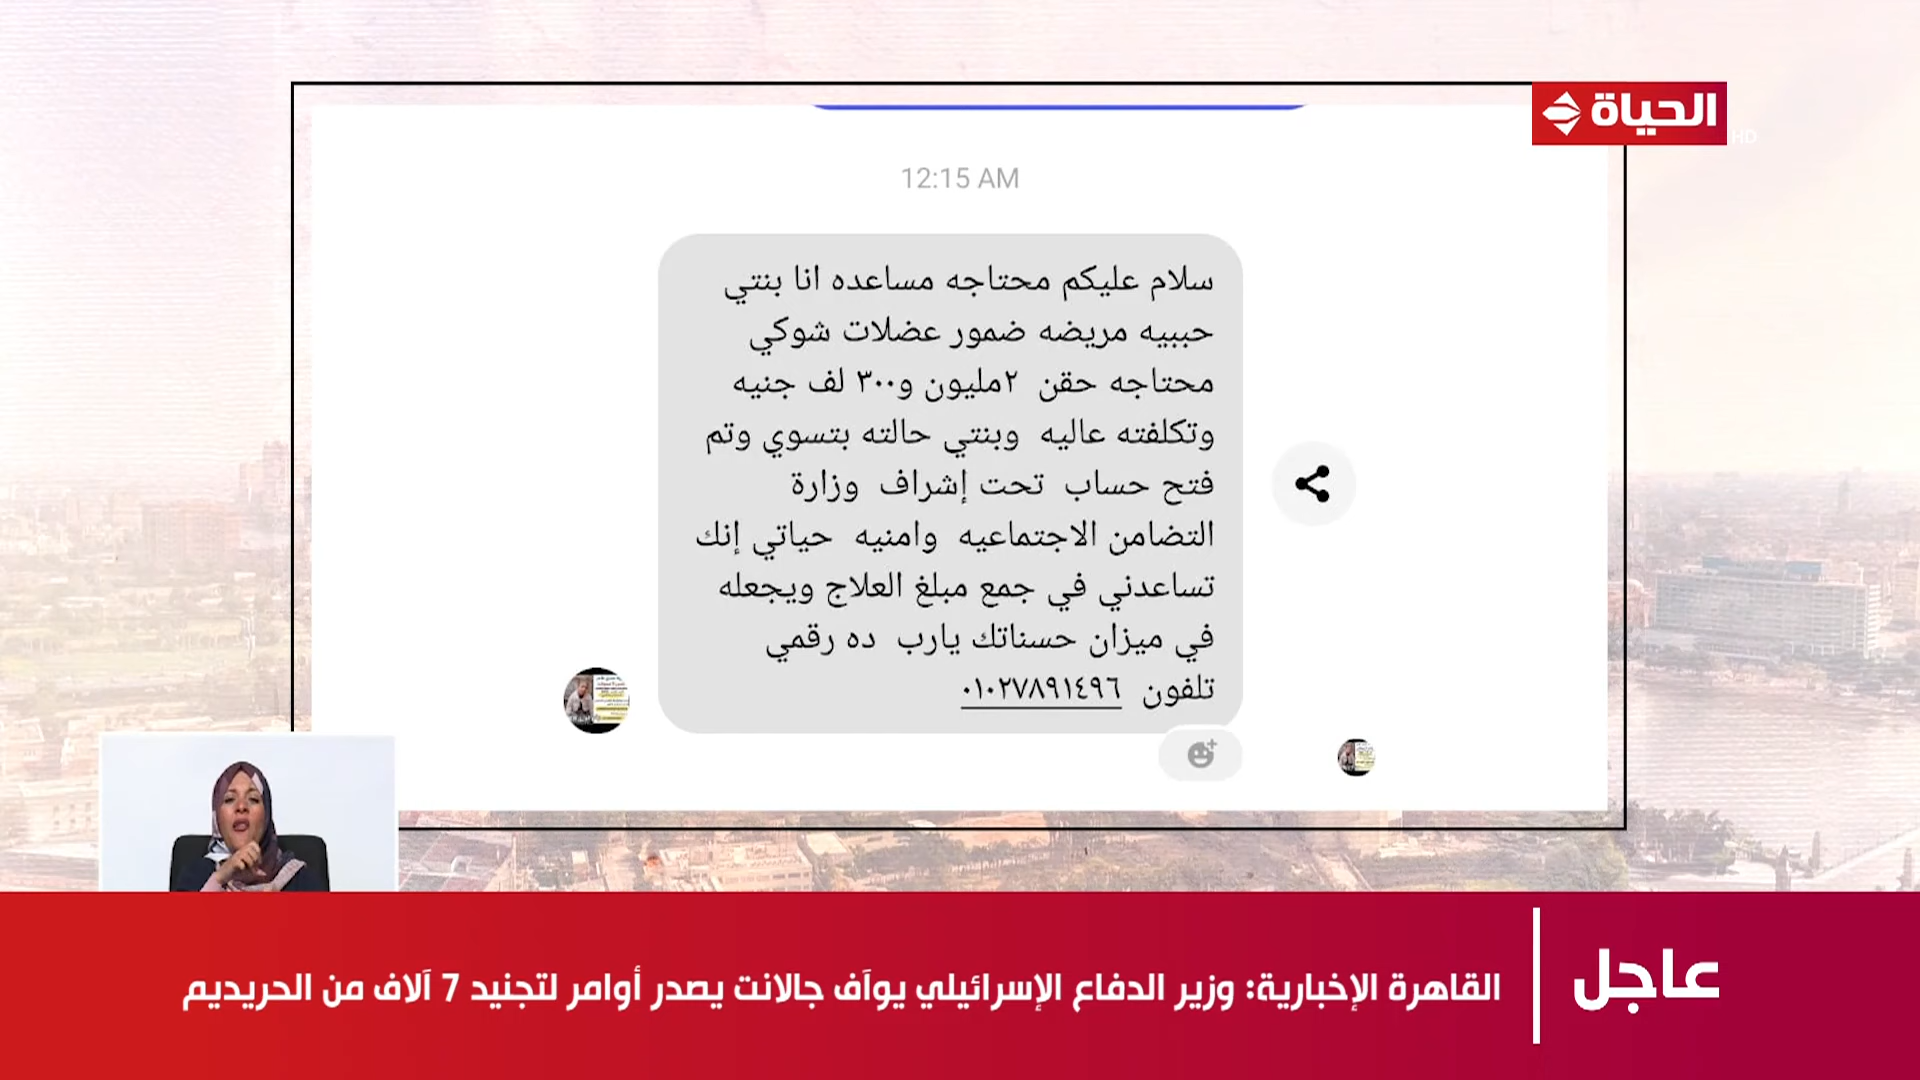 الحياة
HD
12:15 AM
سلام عليكم محتاجه مساعده انا بنتي
حبيبه مريضه ضمور عضلات شوكي
محتاجه حقن ٢مليون و٣٠٠ لف جنيه
وتكلفته عاليه وبنتي حالته بتسوي وتم
فتح حساب تحت إشراف وزارة
التضامن الاجتماعيه وامنيه حياتي إنك
تساعدني في جمع مبلغ العلاج ويجعله
في ميزان حسناتك يارب ده رقمي
تلفون ٠١٠٢٧٨٩١٤٩٦
عاجل
القاهرة الإخبارية: وزير الدفاع الإسرائيلي يوآف جالانت يصدر أوامر لتجنيد 7 آلاف من الحريديم